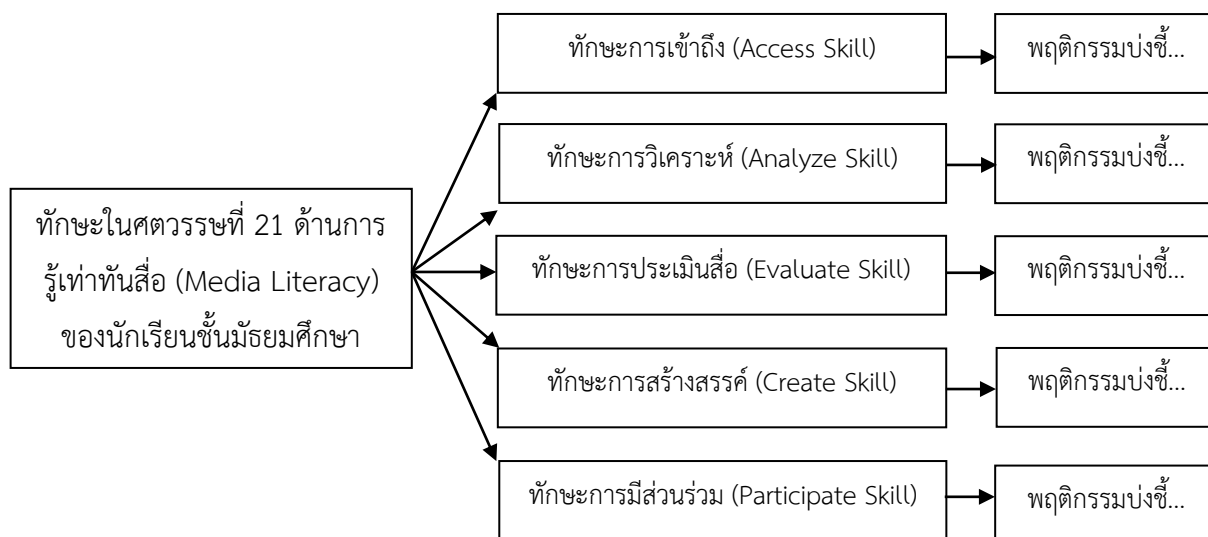 ทักษะการเข้าถึง (Access Skill)
พฤติกรรมบ่งชี้...
ทักษะการวิเคราะห์ (Analyze Skill)
พฤติกรรมบ่งชี้...
ทักษะในศตวรรษที่ 21 ด้านการ
รู้เท่าทันสื่อ (Media Literacy)
ของนักเรียนชั้นมัธยมศึกษา
ทักษะการประเมินสื่อ (Evaluate Skill)
พฤติกรรมบ่งชี้...
ทักษะการสร้างสรรค์ (Create Skill)
พฤติกรรมบ่งชี้...
ทักษะการมีส่วนร่วม (Participate Skill)
พฤติกรรมบ่งชี้...